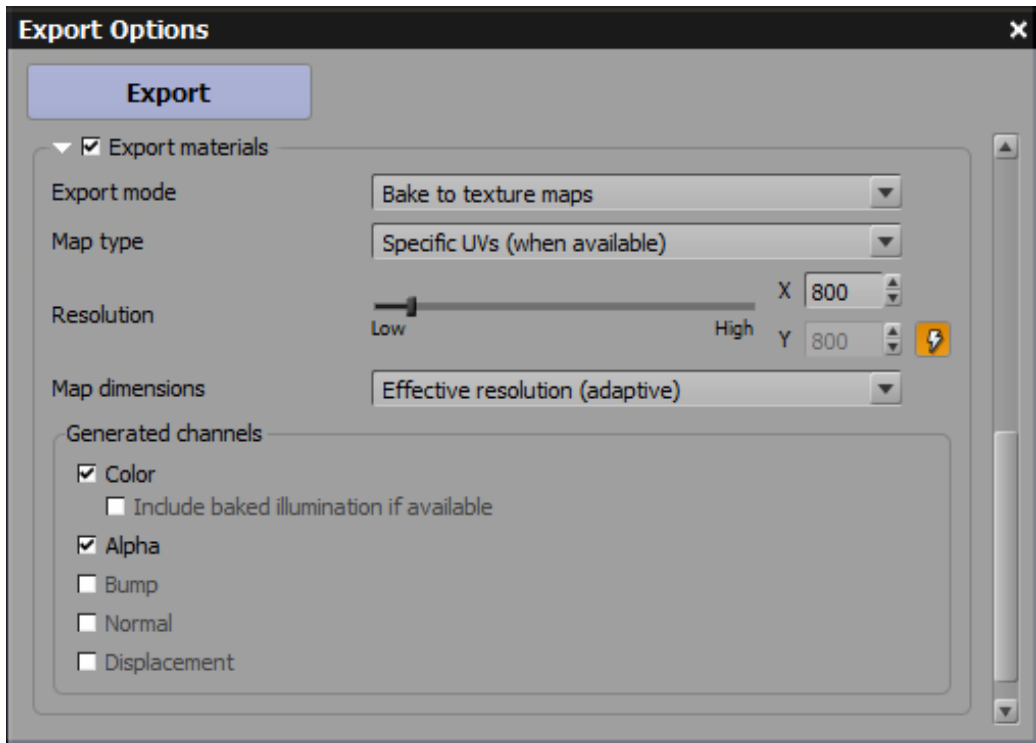 Export Options
Export
Export materials
Export mode
Bake to texture maps
Map type
Specific UVs (when available)
Resolution
Low
High
X 800
Y 800
Map dimensions
Effective resolution (adaptive)
Generated channels
Color
Include baked illumination if available
Alpha
Bump
Normal
Displacement